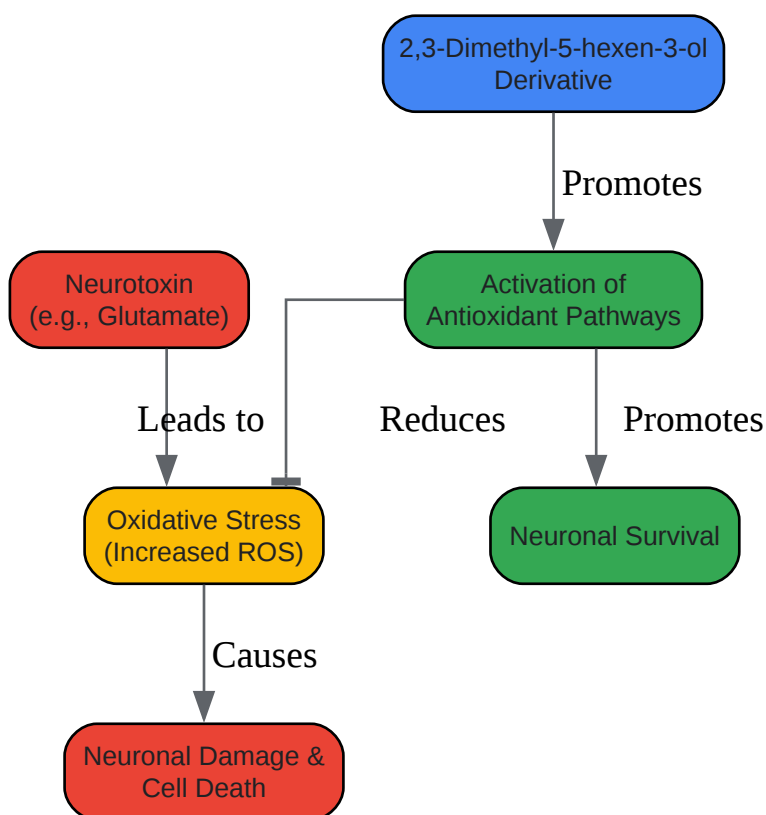 2,3-Dimethyl-5-hexen-3-ol
Derivative
Promotes
Neurotoxin
(e.g., Glutamate)
Activation of
Antioxidant Pathways
Leads to
Reduces
Promotes
Oxidative Stress
(Increased ROS)
Neuronal Survival
Causes
Neuronal Damage &
Cell Death